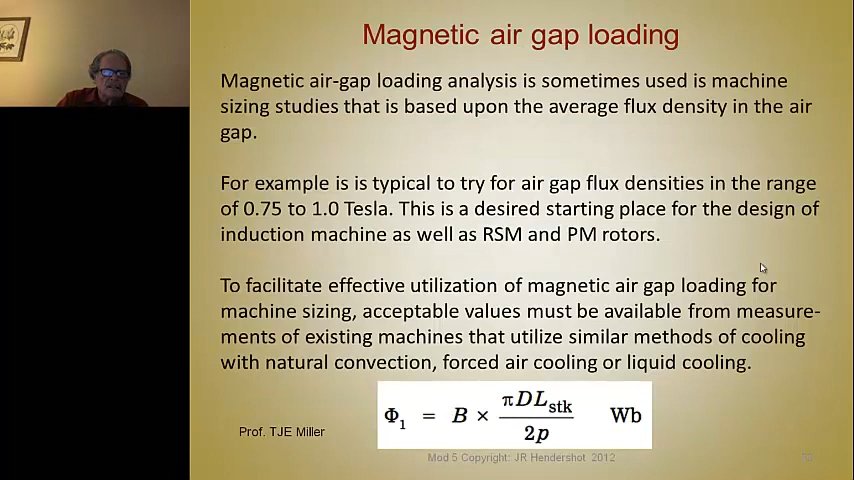 Magnetic air gap loading
Magnetic air-gap loading analysis is sometimes used is machine
sizing studies that is based upon the average flux density in the air
gap.
For example is is typical to try for air gap flux densities in the range
of 0.75 to 1.0 Tesla. This is a desired starting place for the design of
induction machine as well as RSM and PM rotors.
To facilitate effective utilization of magnetic air gap loading for
machine sizing, acceptable values must be available from measure-
ments of existing machines that utilize similar methods of cooling
with natural convection, forced air cooling or liquid cooling.
Φ₁ = B × πDLstk / 2p Wb
Prof. TJE Miller
Mod 5 Copyright: JR Hendershot 2012